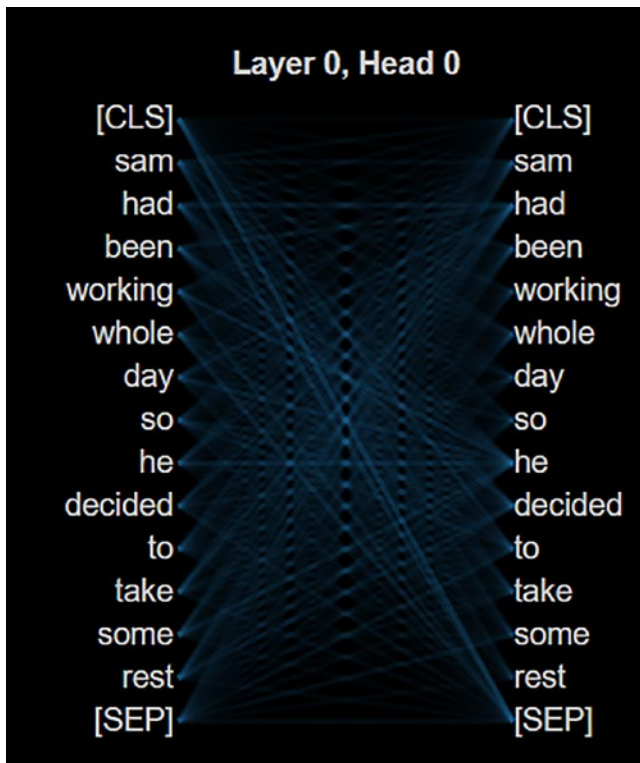 Layer 0, Head 0
[CLS] [CLS]
sam sam
had had
been been
working working
whole whole
day day
so so
he he
decided decided
to to
take take
some some
rest rest
[SEP] [SEP]